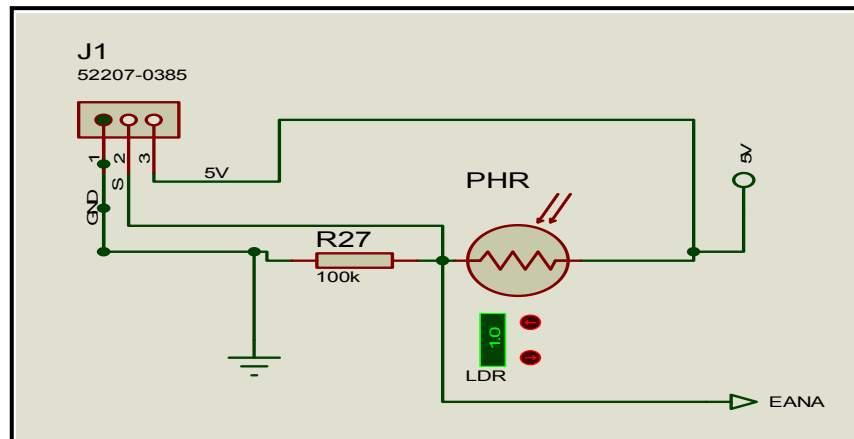 J1
52207-0385
1
2
3
GND
S
5V
PHR
5V
R27
100k
1.0
LDR
EANA